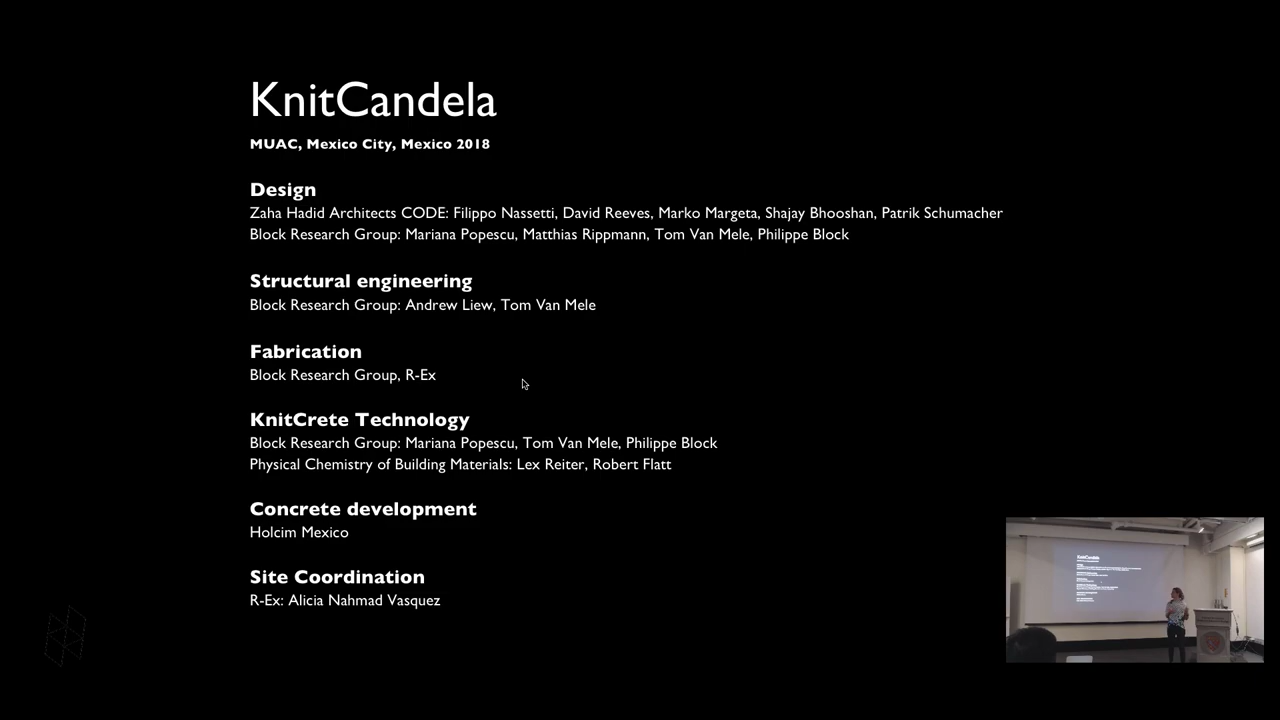 KnitCandela
MUAC, Mexico City, Mexico 2018
Design
Zaha Hadid Architects CODE: Filippo Nassetti, David Reeves, Marko Margeta, Shajay Bhooshan, Patrik Schumacher
Block Research Group: Mariana Popescu, Matthias Rippmann, Tom Van Mele, Philippe Block
Structural engineering
Block Research Group: Andrew Liew, Tom Van Mele
Fabrication
Block Research Group, R-Ex
KnitCrete Technology
Block Research Group: Mariana Popescu, Tom Van Mele, Philippe Block
Physical Chemistry of Building Materials: Lex Reiter, Robert Flatt
Concrete development
Holcim Mexico
Site Coordination
R-Ex: Alicia Nahmad Vasquez
KnitCandela